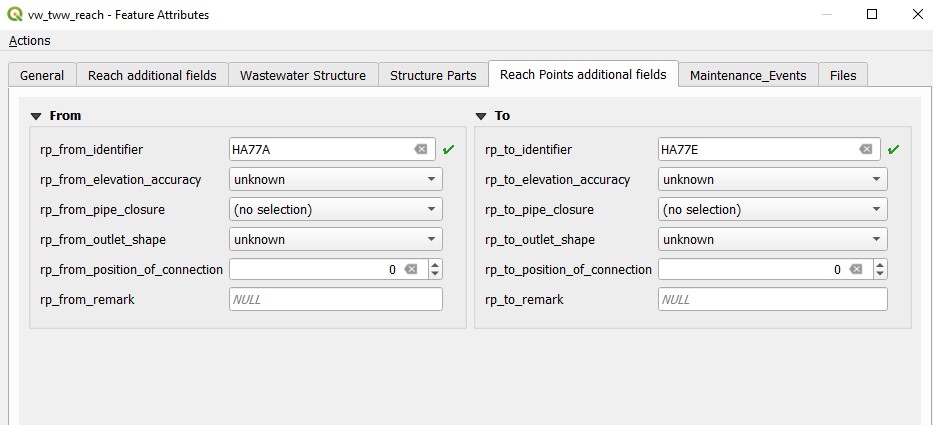 vw_tww_reach - Feature Attributes
Actions
General Reach additional fields Wastewater Structure Structure Parts Reach Points additional fields Maintenance_Events Files
From
rp_from_identifier HA77A
rp_from_elevation_accuracy unknown
rp_from_pipe_closure (no selection)
rp_from_outlet_shape unknown
rp_from_position_of_connection 0
rp_from_remark NULL
To
rp_to_identifier HA77E
rp_to_elevation_accuracy unknown
rp_to_pipe_closure (no selection)
rp_to_outlet_shape unknown
rp_to_position_of_connection 0
rp_to_remark NULL